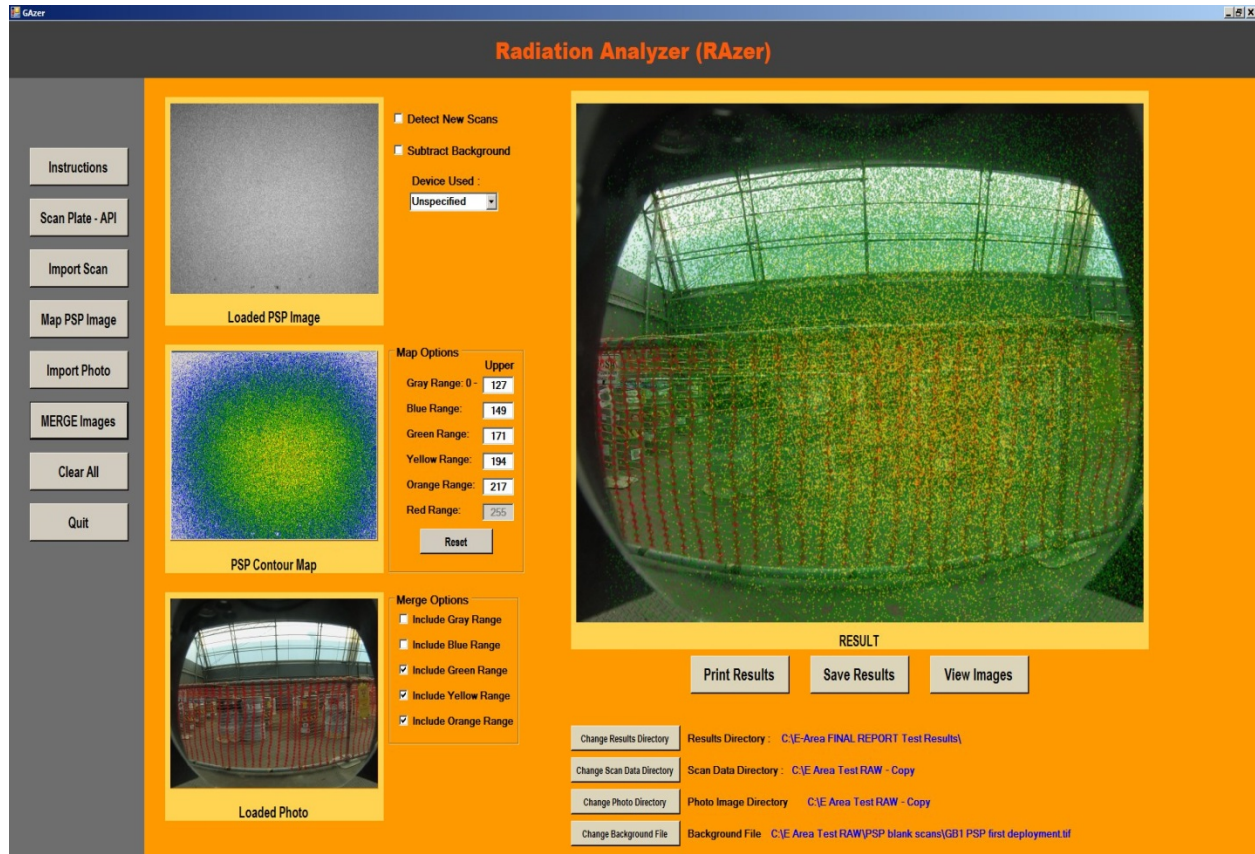 GAzer
Radiation Analyzer (RAzer)
Instructions
Scan Plate - API
Import Scan
Map PSP Image
Import Photo
MERGE Images
Clear All
Quit
Loaded PSP Image
Detect New Scans
Subtract Background
Device Used :
Unspecified
PSP Contour Map
Map Options
Upper
Gray Range: 0 - 127
Blue Range: 149
Green Range: 171
Yellow Range: 194
Orange Range: 217
Red Range: 255
Reset
Loaded Photo
Merge Options
Include Gray Range
Include Blue Range
Include Green Range
Include Yellow Range
Include Orange Range
RESULT
Print Results Save Results View Images
Change Results Directory Results Directory : C:\E-Area FINAL REPORT Test Results\
Change Scan Data Directory Scan Data Directory : C:\E Area Test RAW - Copy
Change Photo Directory Photo Image Directory C:\E Area Test RAW - Copy
Change Background File Background File C:\E Area Test RAW\PSP blank scans\GB1 PSP first deployment.tif